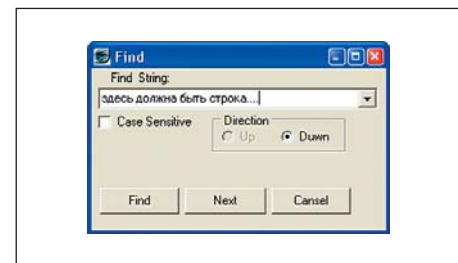 Find
Find String:
здесь должна быть строка....
Case Sensitive
Direction
Up
Duwn
Find
Next
Cansel